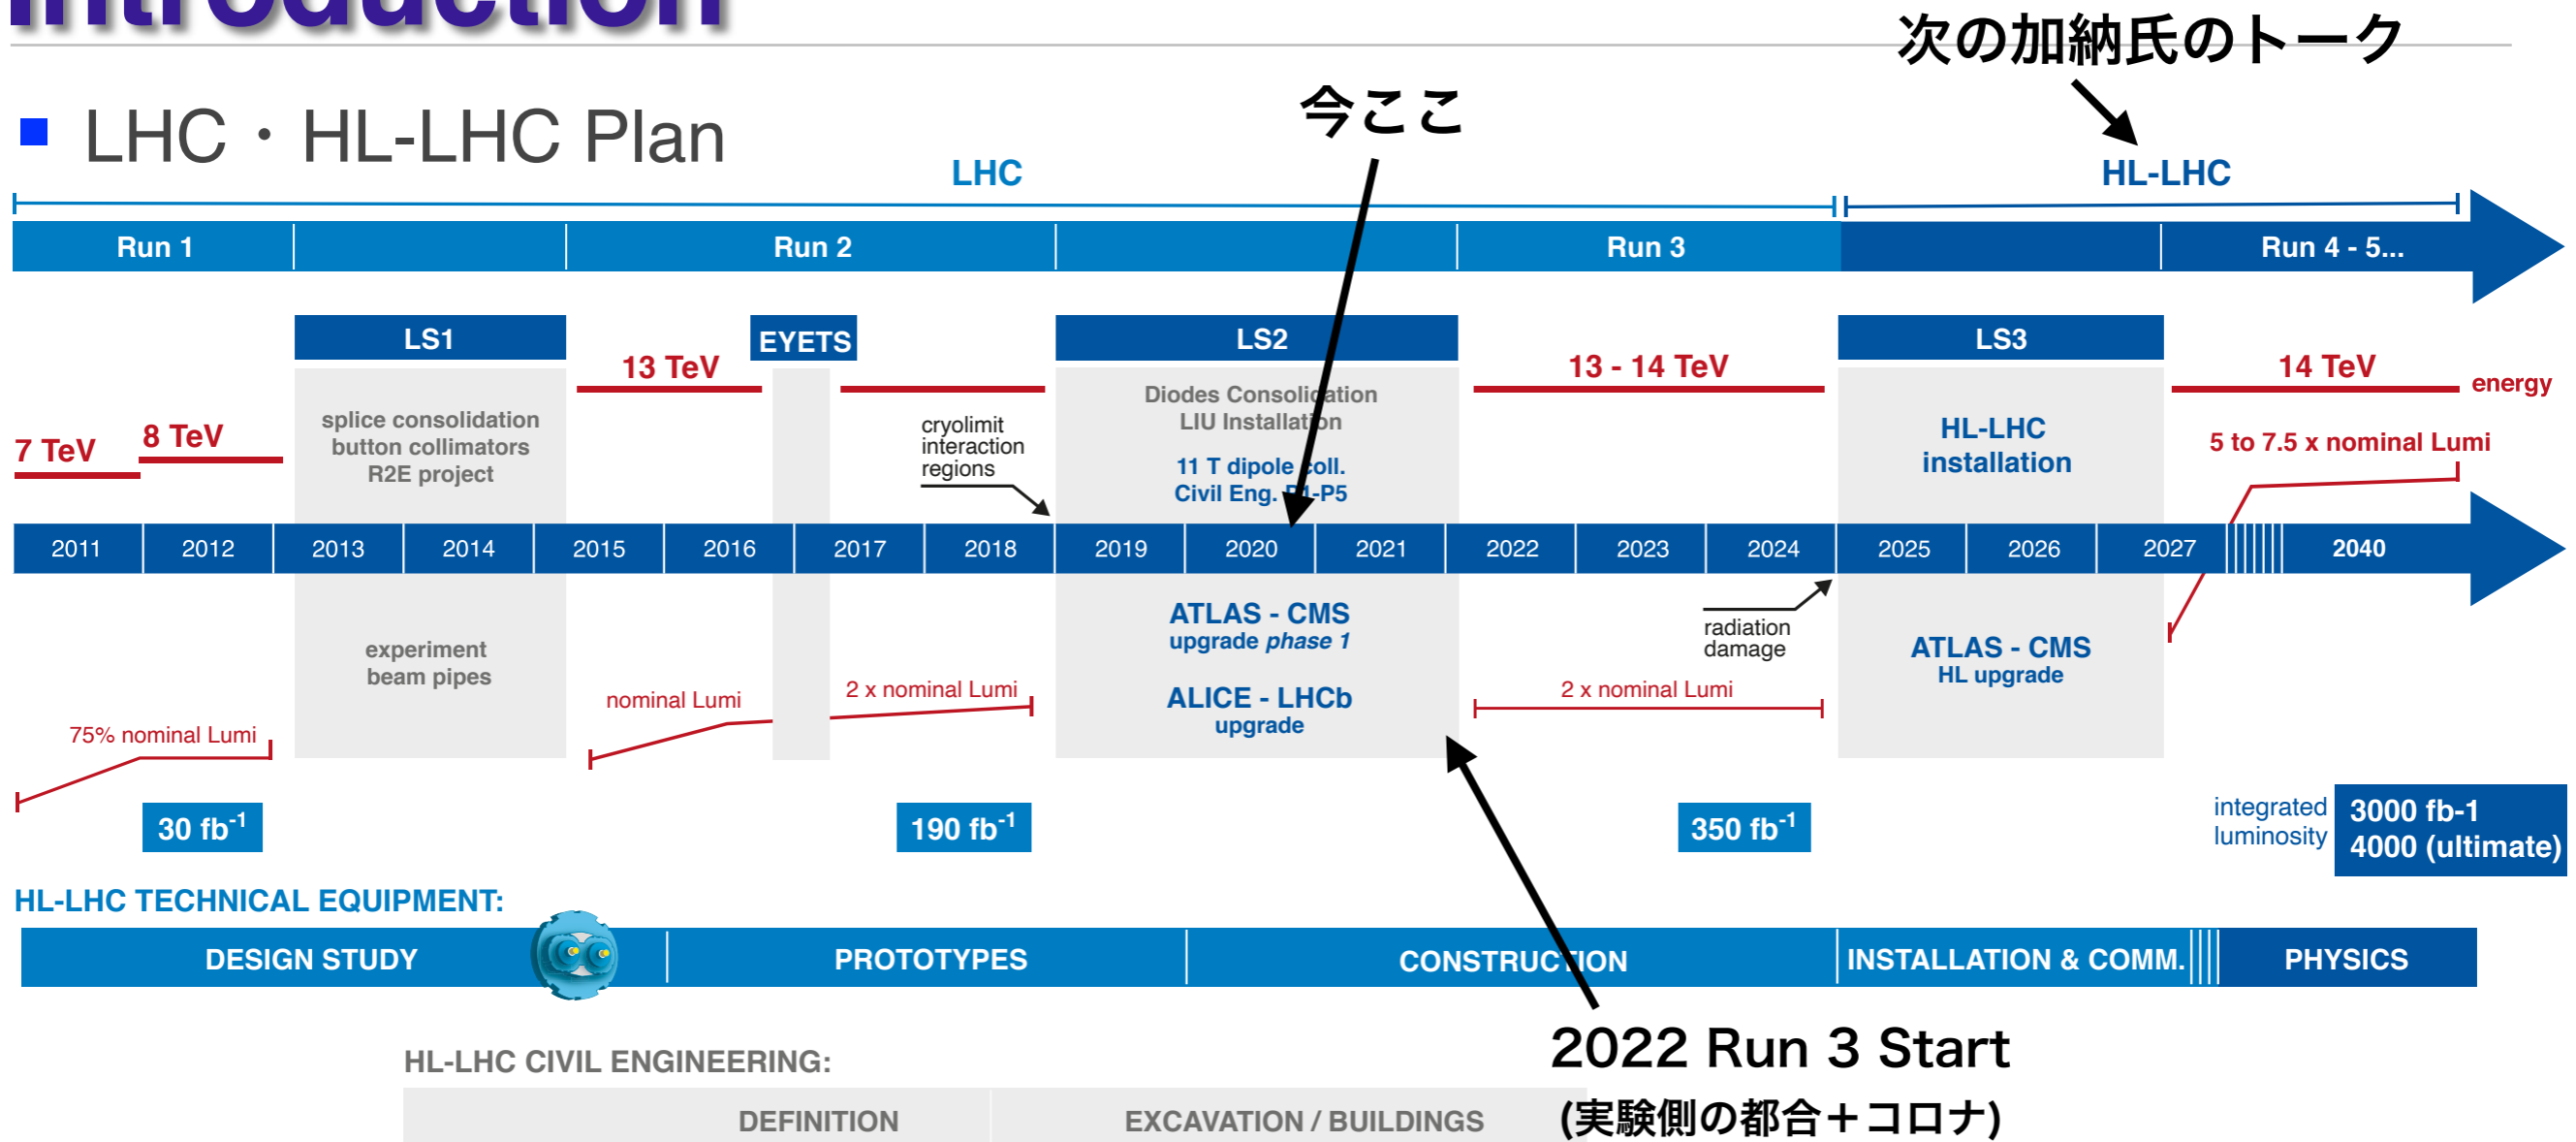 Introduction
次の加納氏のトーク
今ここ
LHC・HL-LHC Plan
LHC
HL-LHC
Run 1
Run 2
Run 3
Run 4 - 5...
LS1
EYETS
LS2
LS3
13 TeV
13 - 14 TeV
14 TeV
energy
7 TeV
8 TeV
splice consolidation
button collimators
R2E project
cryolimit
interaction
regions
Diodes Consolidation
LIU Installation
11 T dipole coll.
Civil Eng. P1-P5
HL-LHC
installation
5 to 7.5 x nominal Lumi
2011
2012
2013
2014
2015
2016
2017
2018
2019
2020
2021
2022
2023
2024
2025
2026
2027
2040
experiment
beam pipes
ATLAS - CMS
upgrade phase 1
ALICE - LHCb
upgrade
radiation
damage
ATLAS - CMS
HL upgrade
75% nominal Lumi
nominal Lumi
2 x nominal Lumi
2 x nominal Lumi
30 fb-1
190 fb-1
350 fb-1
integrated
luminosity
3000 fb-1
4000 (ultimate)
HL-LHC TECHNICAL EQUIPMENT:
DESIGN STUDY
PROTOTYPES
CONSTRUCTION
INSTALLATION & COMM.
PHYSICS
2022 Run 3 Start
(実験側の都合＋コロナ)
HL-LHC CIVIL ENGINEERING:
DEFINITION
EXCAVATION / BUILDINGS